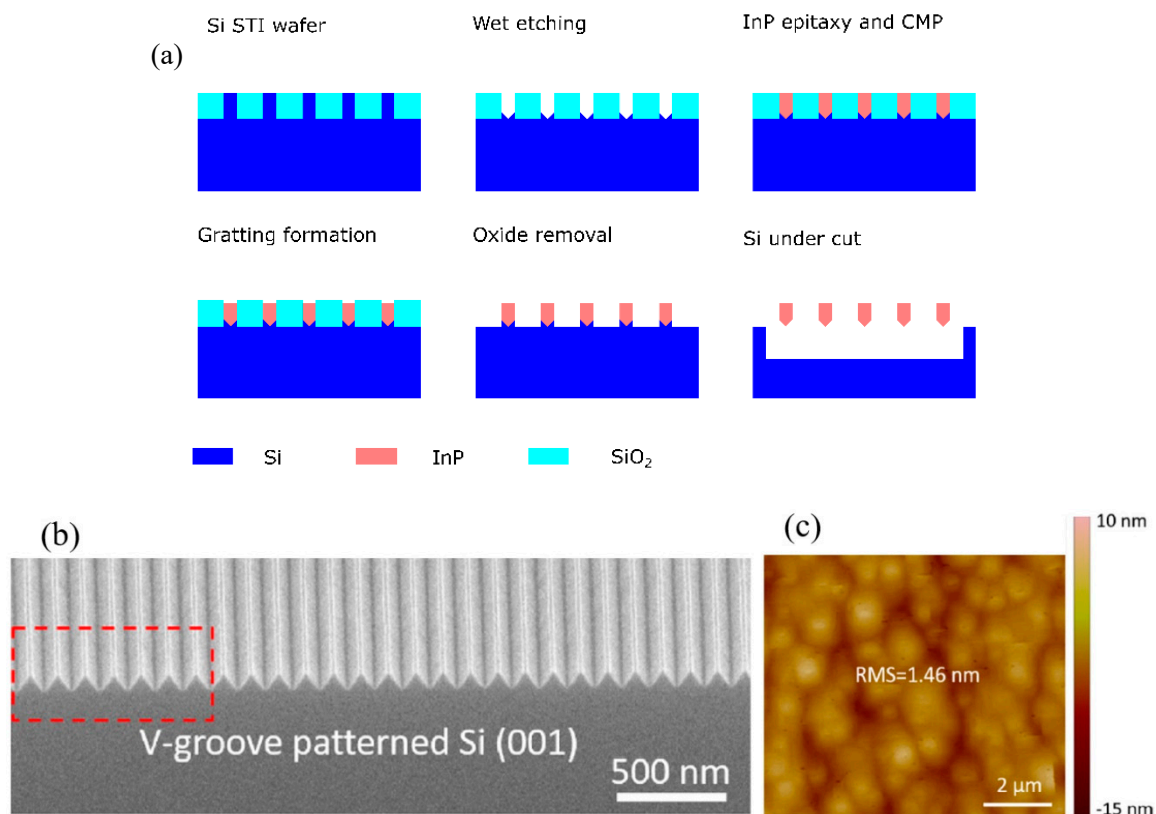 Si STI wafer
Wet etching
InP epitaxy and CMP
(a)
Gratting formation
Oxide removal
Si under cut
Si
InP
SiO₂
(b)
(c)
10 nm
RMS=1.46 nm
V-groove patterned Si (001)
500 nm
2 μm
-15 nm